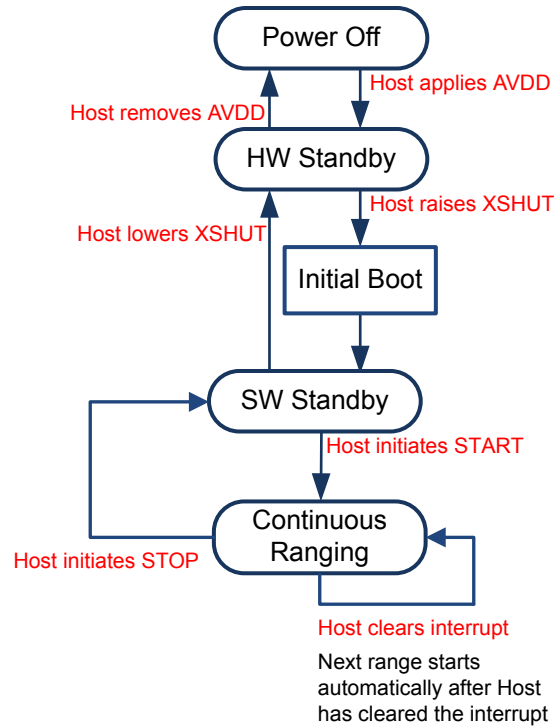 Power Off
Host applies AVDD
Host removes AVDD
HW Standby
Host raises XSHUT
Host lowers XSHUT
Initial Boot
SW Standby
Host initiates START
Continuous
Ranging
Host initiates STOP
Host clears interrupt
Next range starts
automatically after Host
has cleared the interrupt